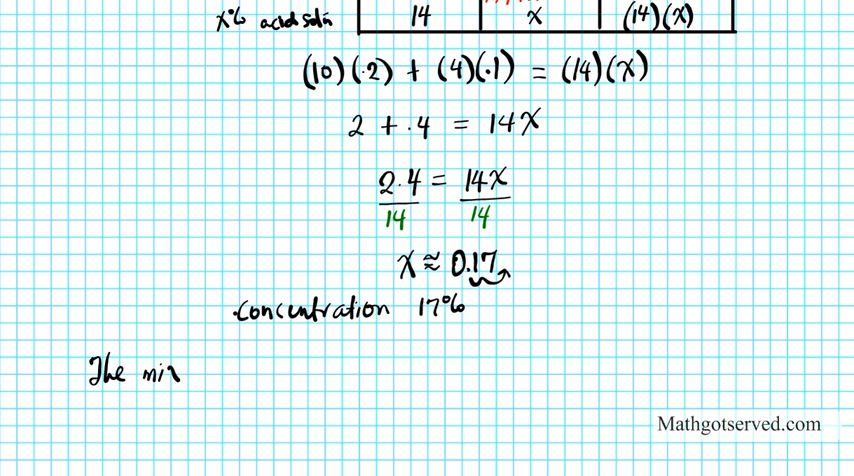 x% acid sol'n 14 x (14)(x)
(10)(.2) + (4)(.1) = (14)(x)
2 + .4 = 14x
2.4 = 14x
14 14
x ≈ 0.17
.concentration 17%
The mix
Mathgotserved.com